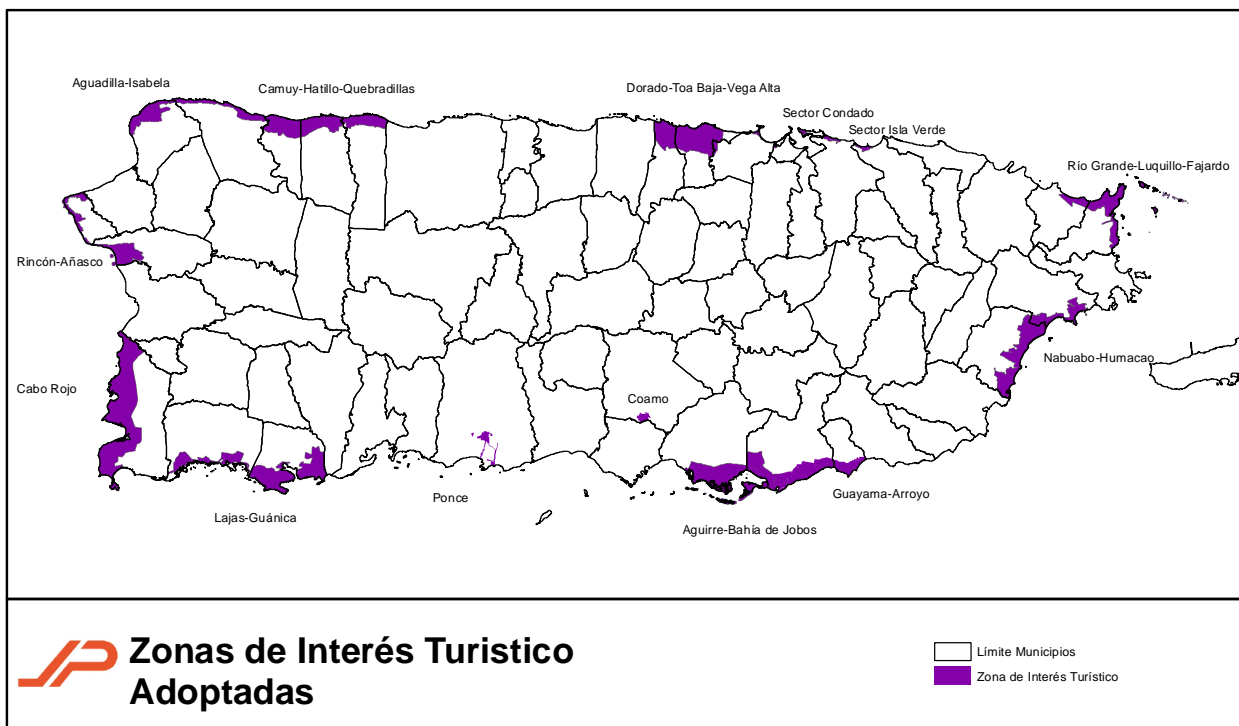 Aguadilla-Isabela
Camuy-Hatillo-Quebradillas
Dorado-Toa Baja-Vega Alta
Sector Condado
Sector Isla Verde
Río Grande-Luquillo-Fajardo
Rincón-Añasco
Nabuabo-Humacao
Cabo Rojo
Coamo
Ponce
Guayama-Arroyo
Lajas-Guánica
Aguirre-Bahía de Jobos
Zonas de Interés Turistico
Adoptadas
Límite Municipios
Zona de Interés Turístico